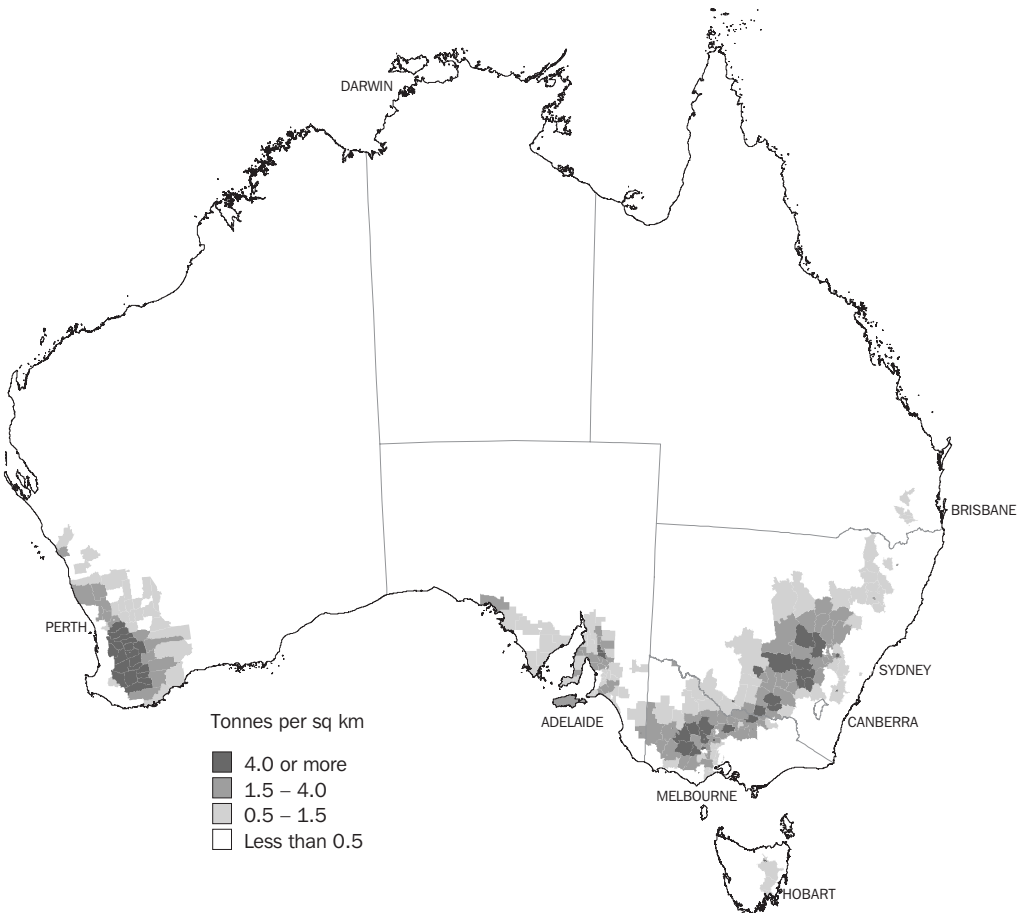 DARWIN
BRISBANE
PERTH
SYDNEY
ADELAIDE
CANBERRA
MELBOURNE
HOBART
Tonnes per sq km
4.0 or more
1.5 – 4.0
0.5 – 1.5
Less than 0.5